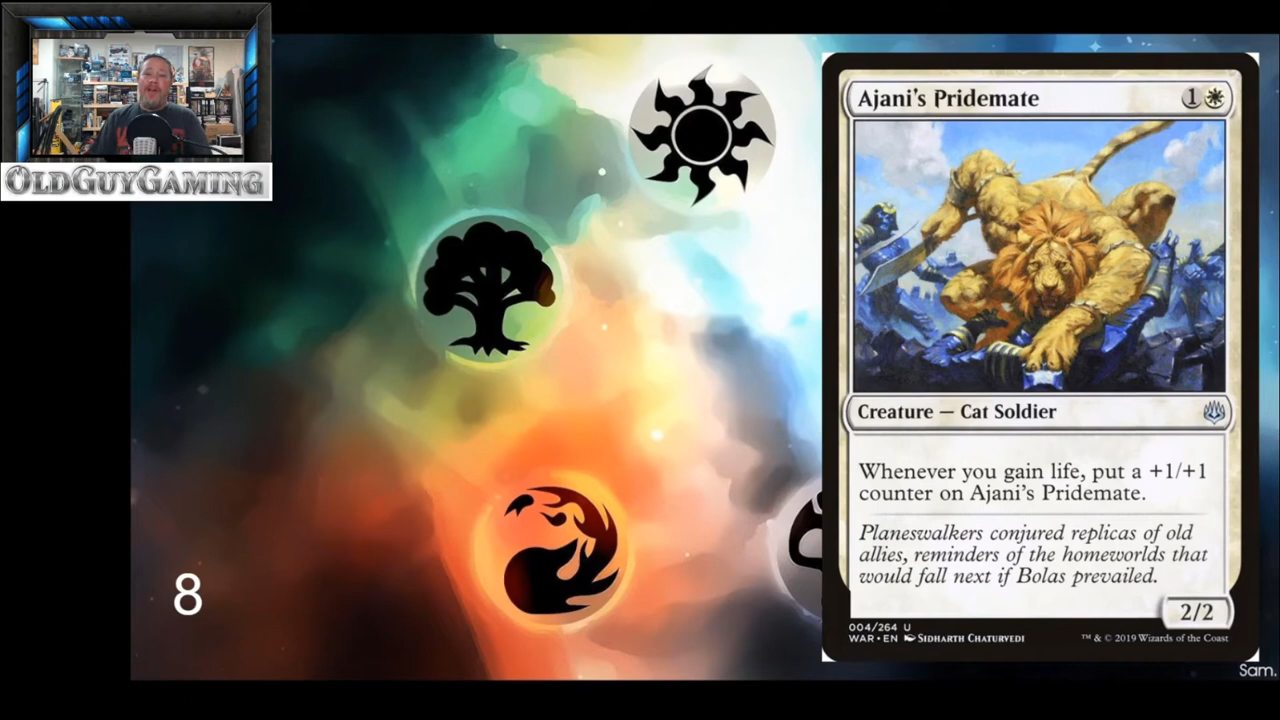 OLDGUYGAMING
Ajani's Pridemate 1
Creature — Cat Soldier
Whenever you gain life, put a +1/+1
counter on Ajani's Pridemate.
Planeswalkers conjured replicas of old
allies, reminders of the homeworlds that
would fall next if Bolas prevailed.
8
2/2
004/264 U
WAR • EN SIDHARTH CHATURVEDI ™ & © 2019 Wizards of the Coast
Sam.